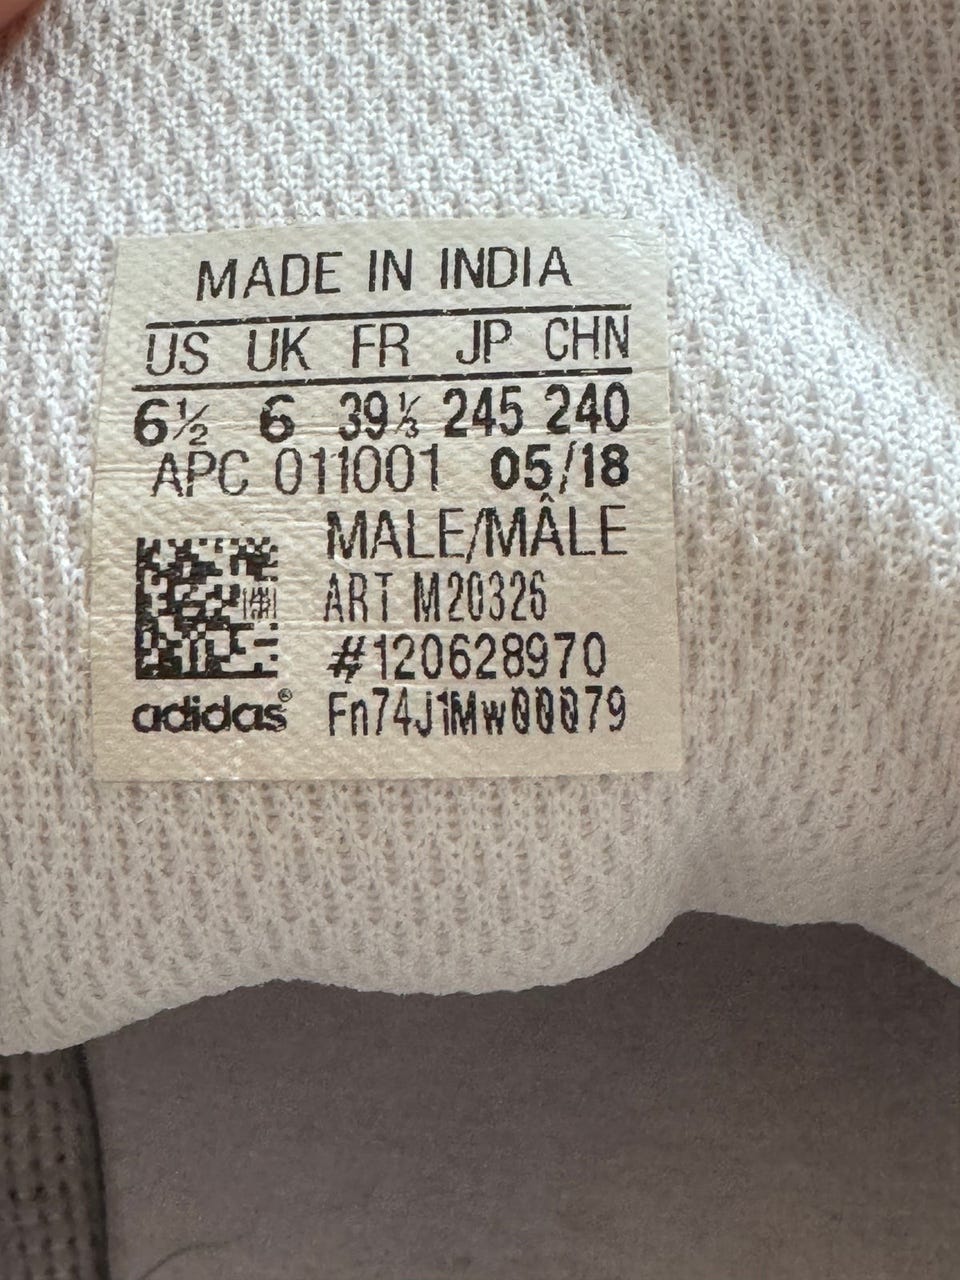 MADE IN INDIA
US UK FR JP CHN
6½ 6 39⅓ 245 240
APC 011001 05/18
MALE/MÂLE
ART M20326
#120628970
adidas® Fn74J1Mw00079